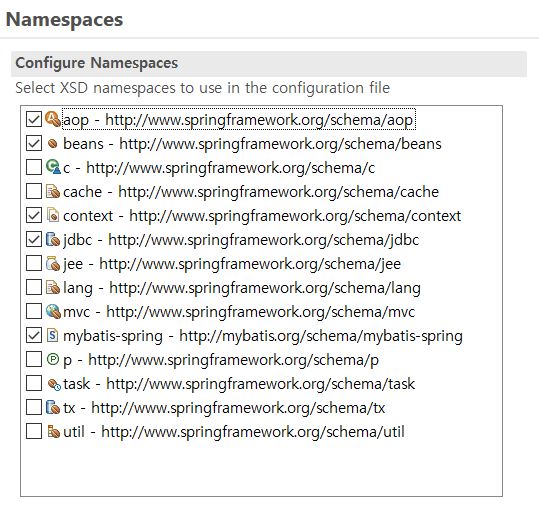 Namespaces
Configure Namespaces
Select XSD namespaces to use in the configuration file
aop - http://www.springframework.org/schema/aop
beans - http://www.springframework.org/schema/beans
c - http://www.springframework.org/schema/c
cache - http://www.springframework.org/schema/cache
context - http://www.springframework.org/schema/context
jdbc - http://www.springframework.org/schema/jdbc
jee - http://www.springframework.org/schema/jee
lang - http://www.springframework.org/schema/lang
mvc - http://www.springframework.org/schema/mvc
mybatis-spring - http://mybatis.org/schema/mybatis-spring
p - http://www.springframework.org/schema/p
task - http://www.springframework.org/schema/task
tx - http://www.springframework.org/schema/tx
util - http://www.springframework.org/schema/util